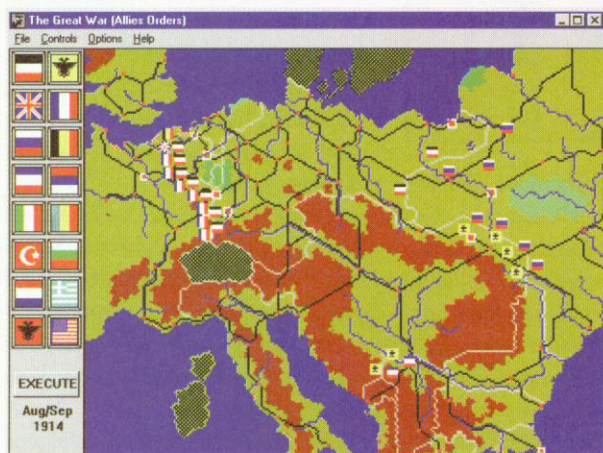 The Great War (Allies Orders)
File Controls Options Help
EXECUTE
Aug/Sep
1914